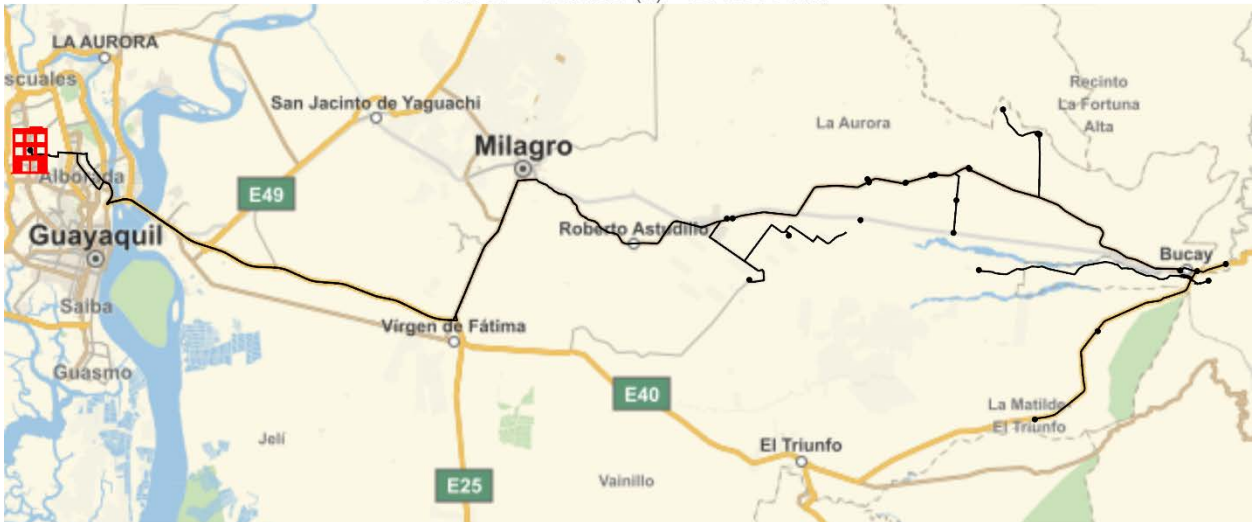 LA AURORA
scuales
San Jacinto de Yaguachi
Recinto
La Fortuna
Alta
La Aurora
Milagro
Alborada
E49
Guayaquil
Roberto Astudillo
Bucay
Saiba
Virgen de Fátima
Guasmo
E40
La Matilde
El Triunfo
Jelí
El Triunfo
Vainillo
E25